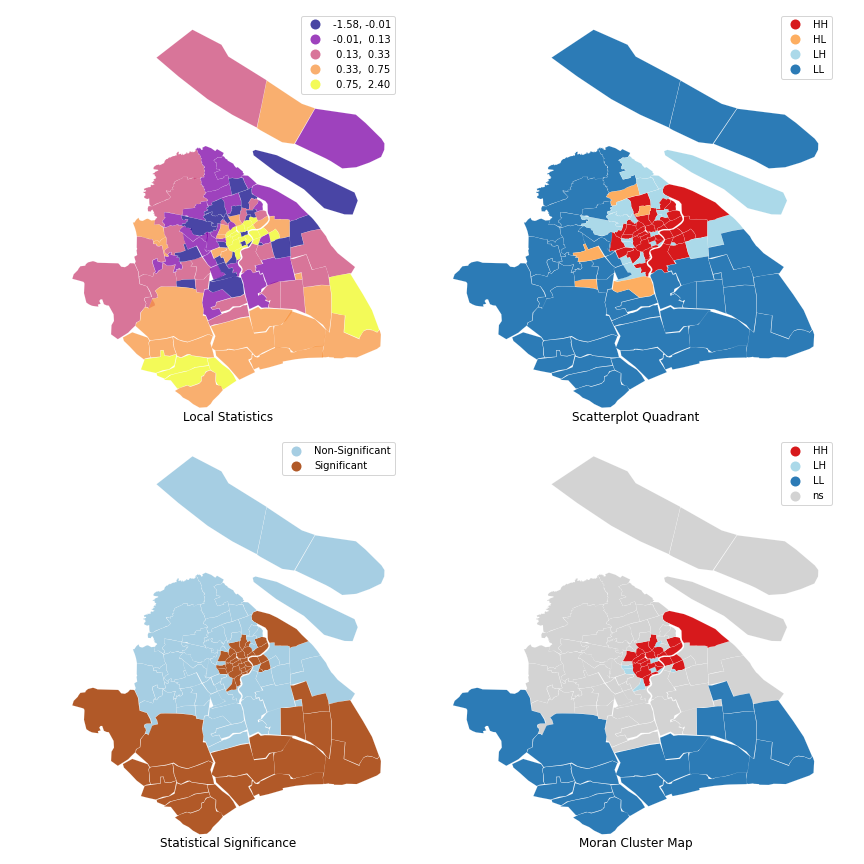 -1.58, -0.01
-0.01, 0.13
0.13, 0.33
0.33, 0.75
0.75, 2.40
Local Statistics
HH
HL
LH
LL
Scatterplot Quadrant
Non-Significant
Significant
Statistical Significance
HH
LH
LL
ns
Moran Cluster Map